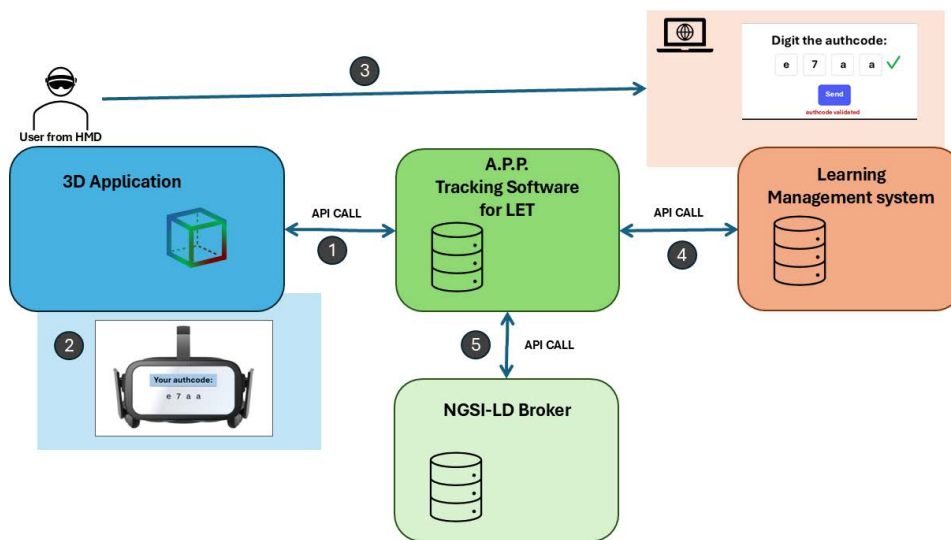 3
Digit the authcode:
e 7 a a
Send
authcode validated
User from HMD
3D Application
A.P.P.
Tracking Software
for LET
Learning
Management system
API CALL
1
API CALL
4
2
Your authcode:
e 7 a a
5
API CALL
NGSI-LD Broker